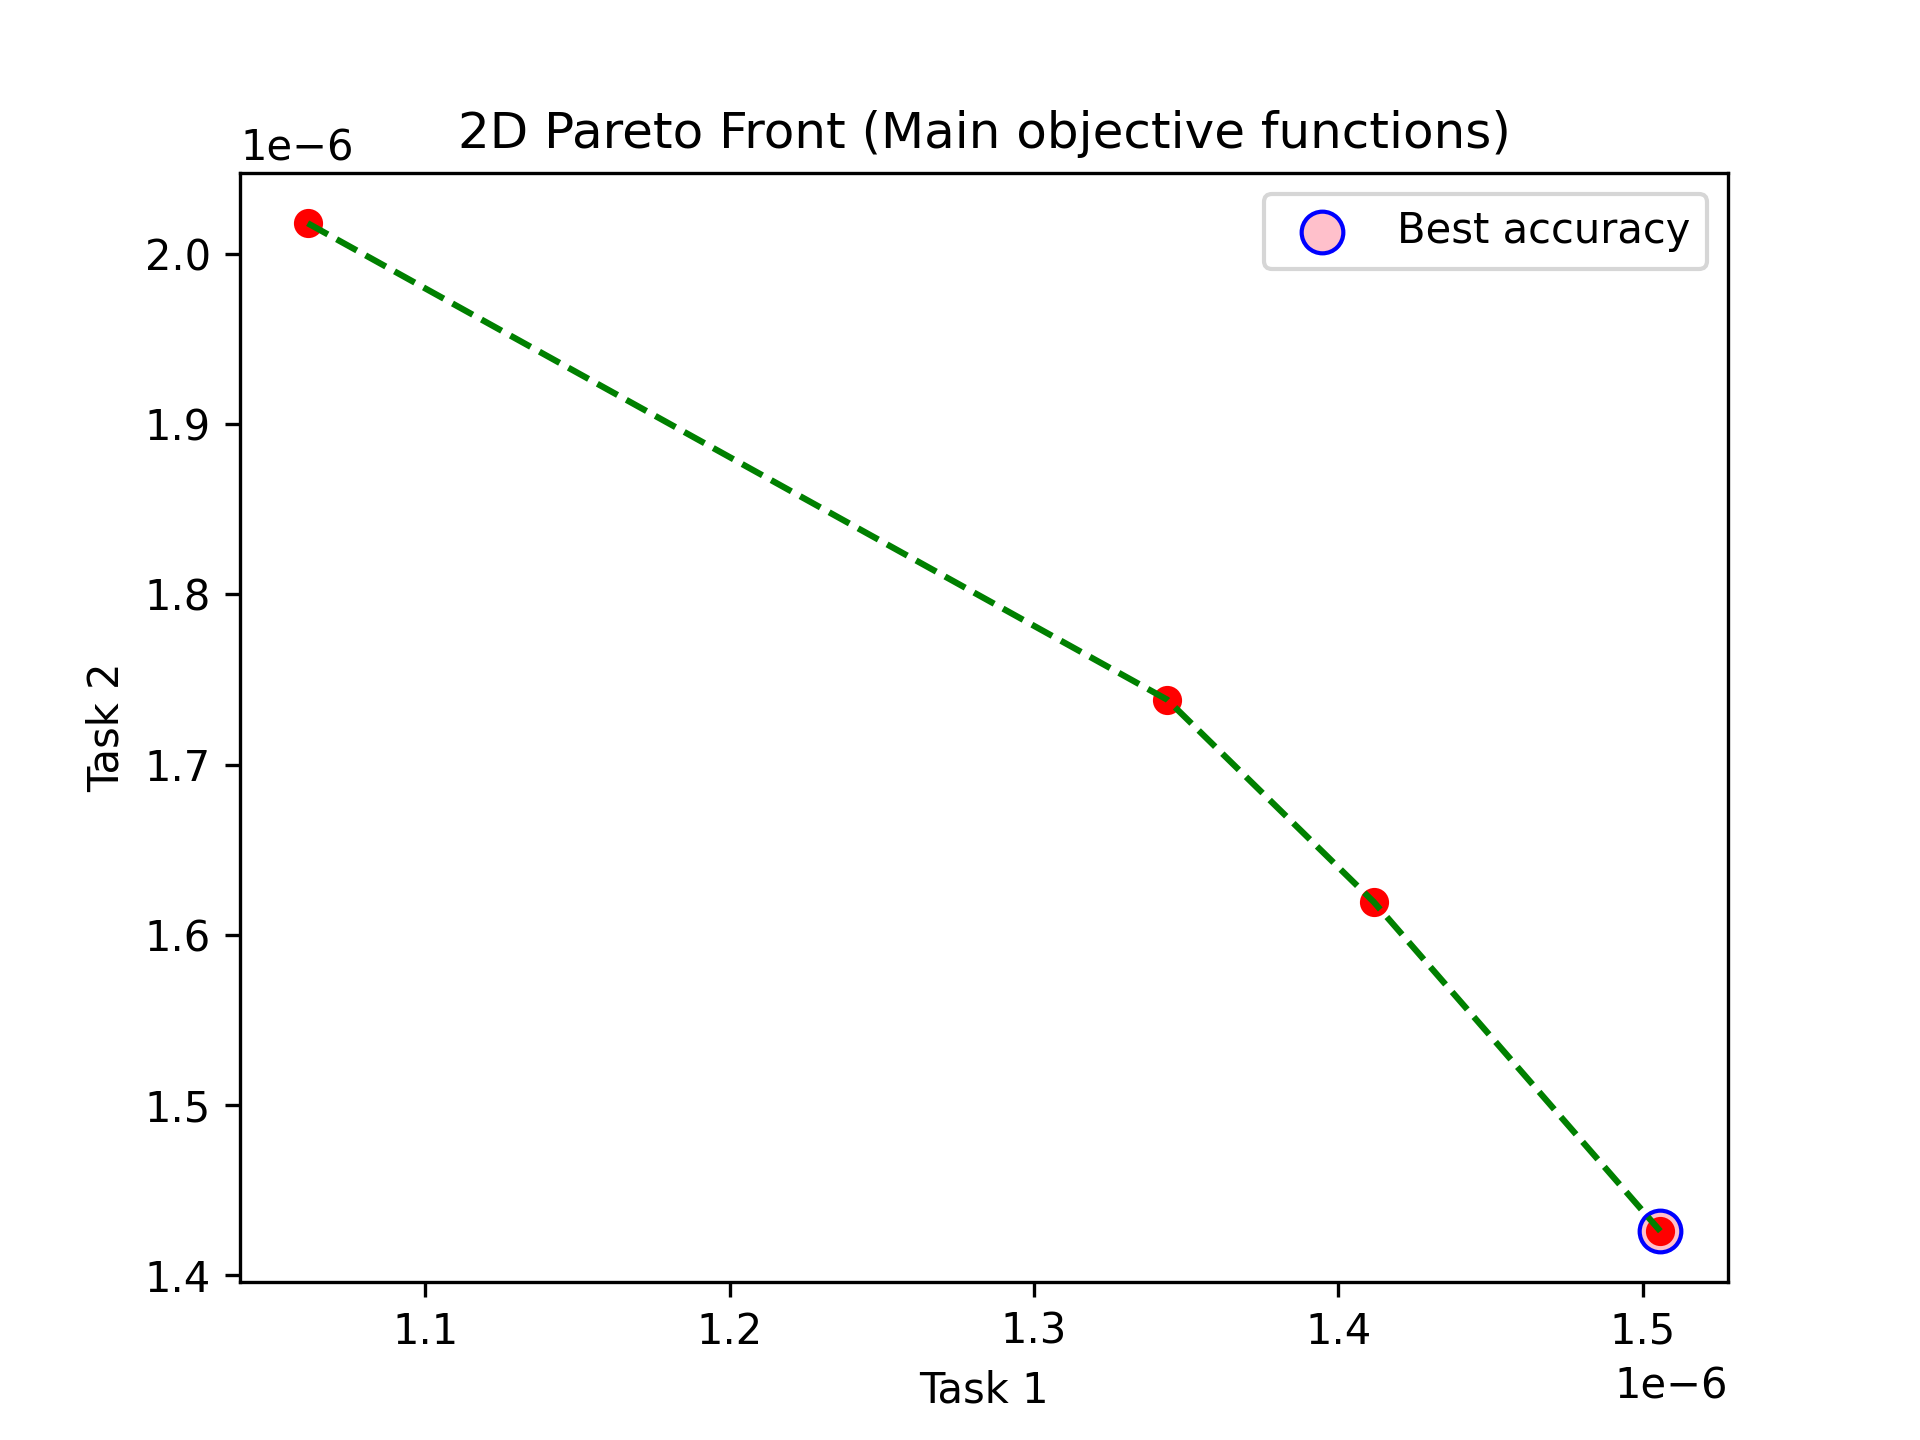 2D Pareto Front (Main objective functions)
1e−6
Best accuracy
2.0
1.9
1.8
1.7
1.6
1.5
1.4
Task 2
1.1 1.2 1.3 1.4 1.5
1e−6
Task 1